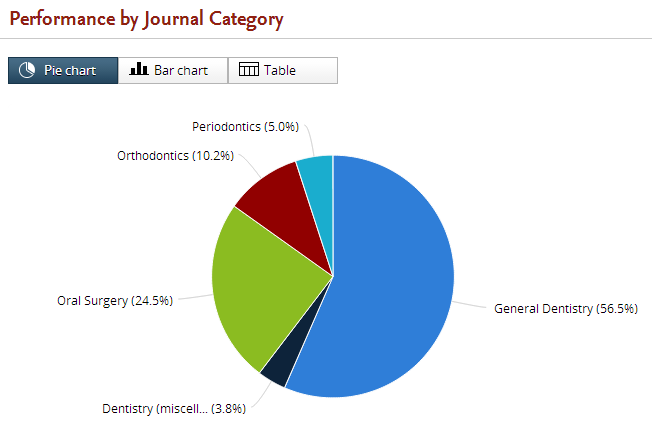 Performance by Journal Category
Pie chart
Bar chart
Table
Periodontics (5.0%)
Orthodontics (10.2%)
Oral Surgery (24.5%)
General Dentistry (56.5%)
Dentistry (miscell... (3.8%)